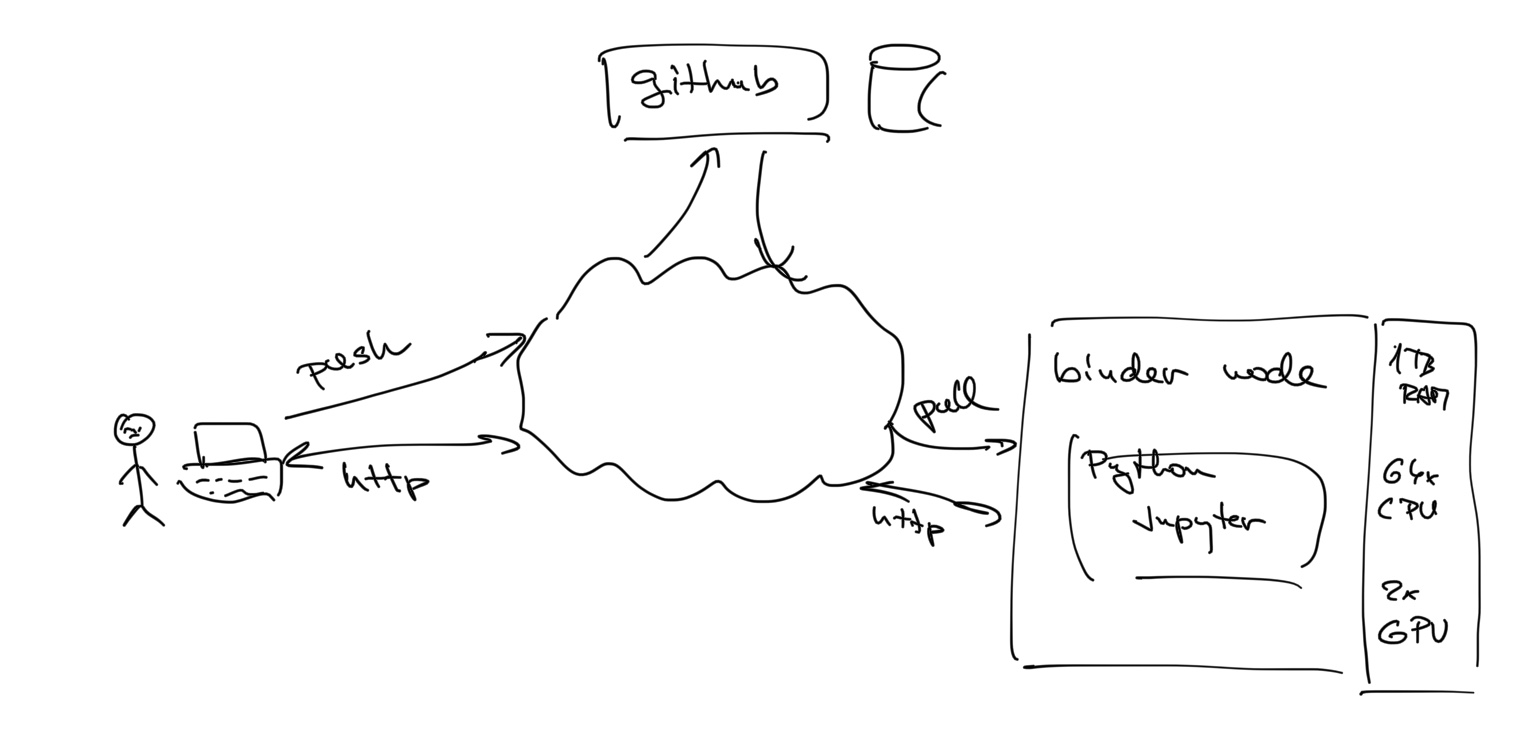 github
push
http
pull
http
binder node
Python
Jupyter
1TB
RAM
64x
CPU
2x
GPU